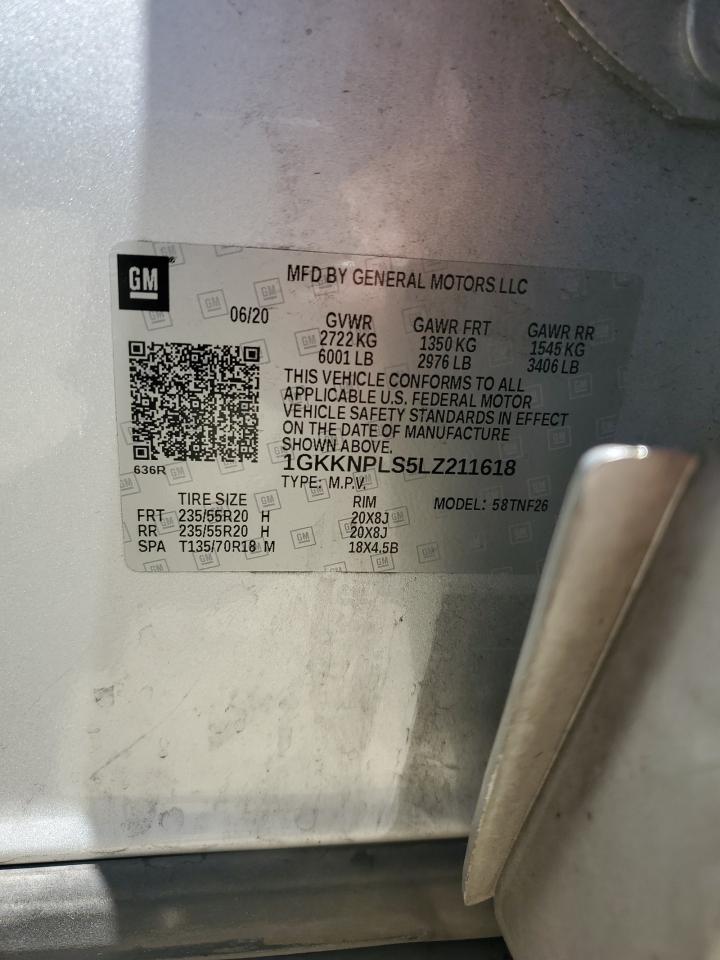 GM
MFD BY GENERAL MOTORS LLC
06/20
GVWR GAWR FRT GAWR RR
2722 KG 1350 KG 1545 KG
6001 LB 2976 LB 3406 LB
THIS VEHICLE CONFORMS TO ALL
APPLICABLE U.S. FEDERAL MOTOR
VEHICLE SAFETY STANDARDS IN EFFECT
ON THE DATE OF MANUFACTURE
SHOWN ABOVE.
636R
1GKKNPLS5LZ211618
TYPE: M.P.V.
TIRE SIZE RIM MODEL: 58TNF26
FRT 235/55R20 H 20X8J
RR 235/55R20 H 20X8J
SPA T135/70R18 M 18X4.5B